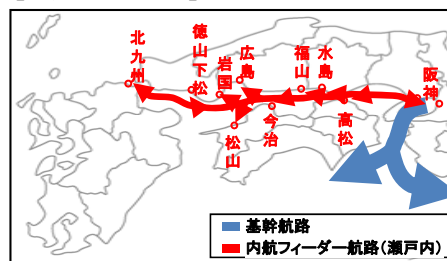 北九州
徳山下松
岩国
広島
福山
水島
阪神
松山
今治
高松
基幹航路
内航フィーダー航路(瀬戸内)